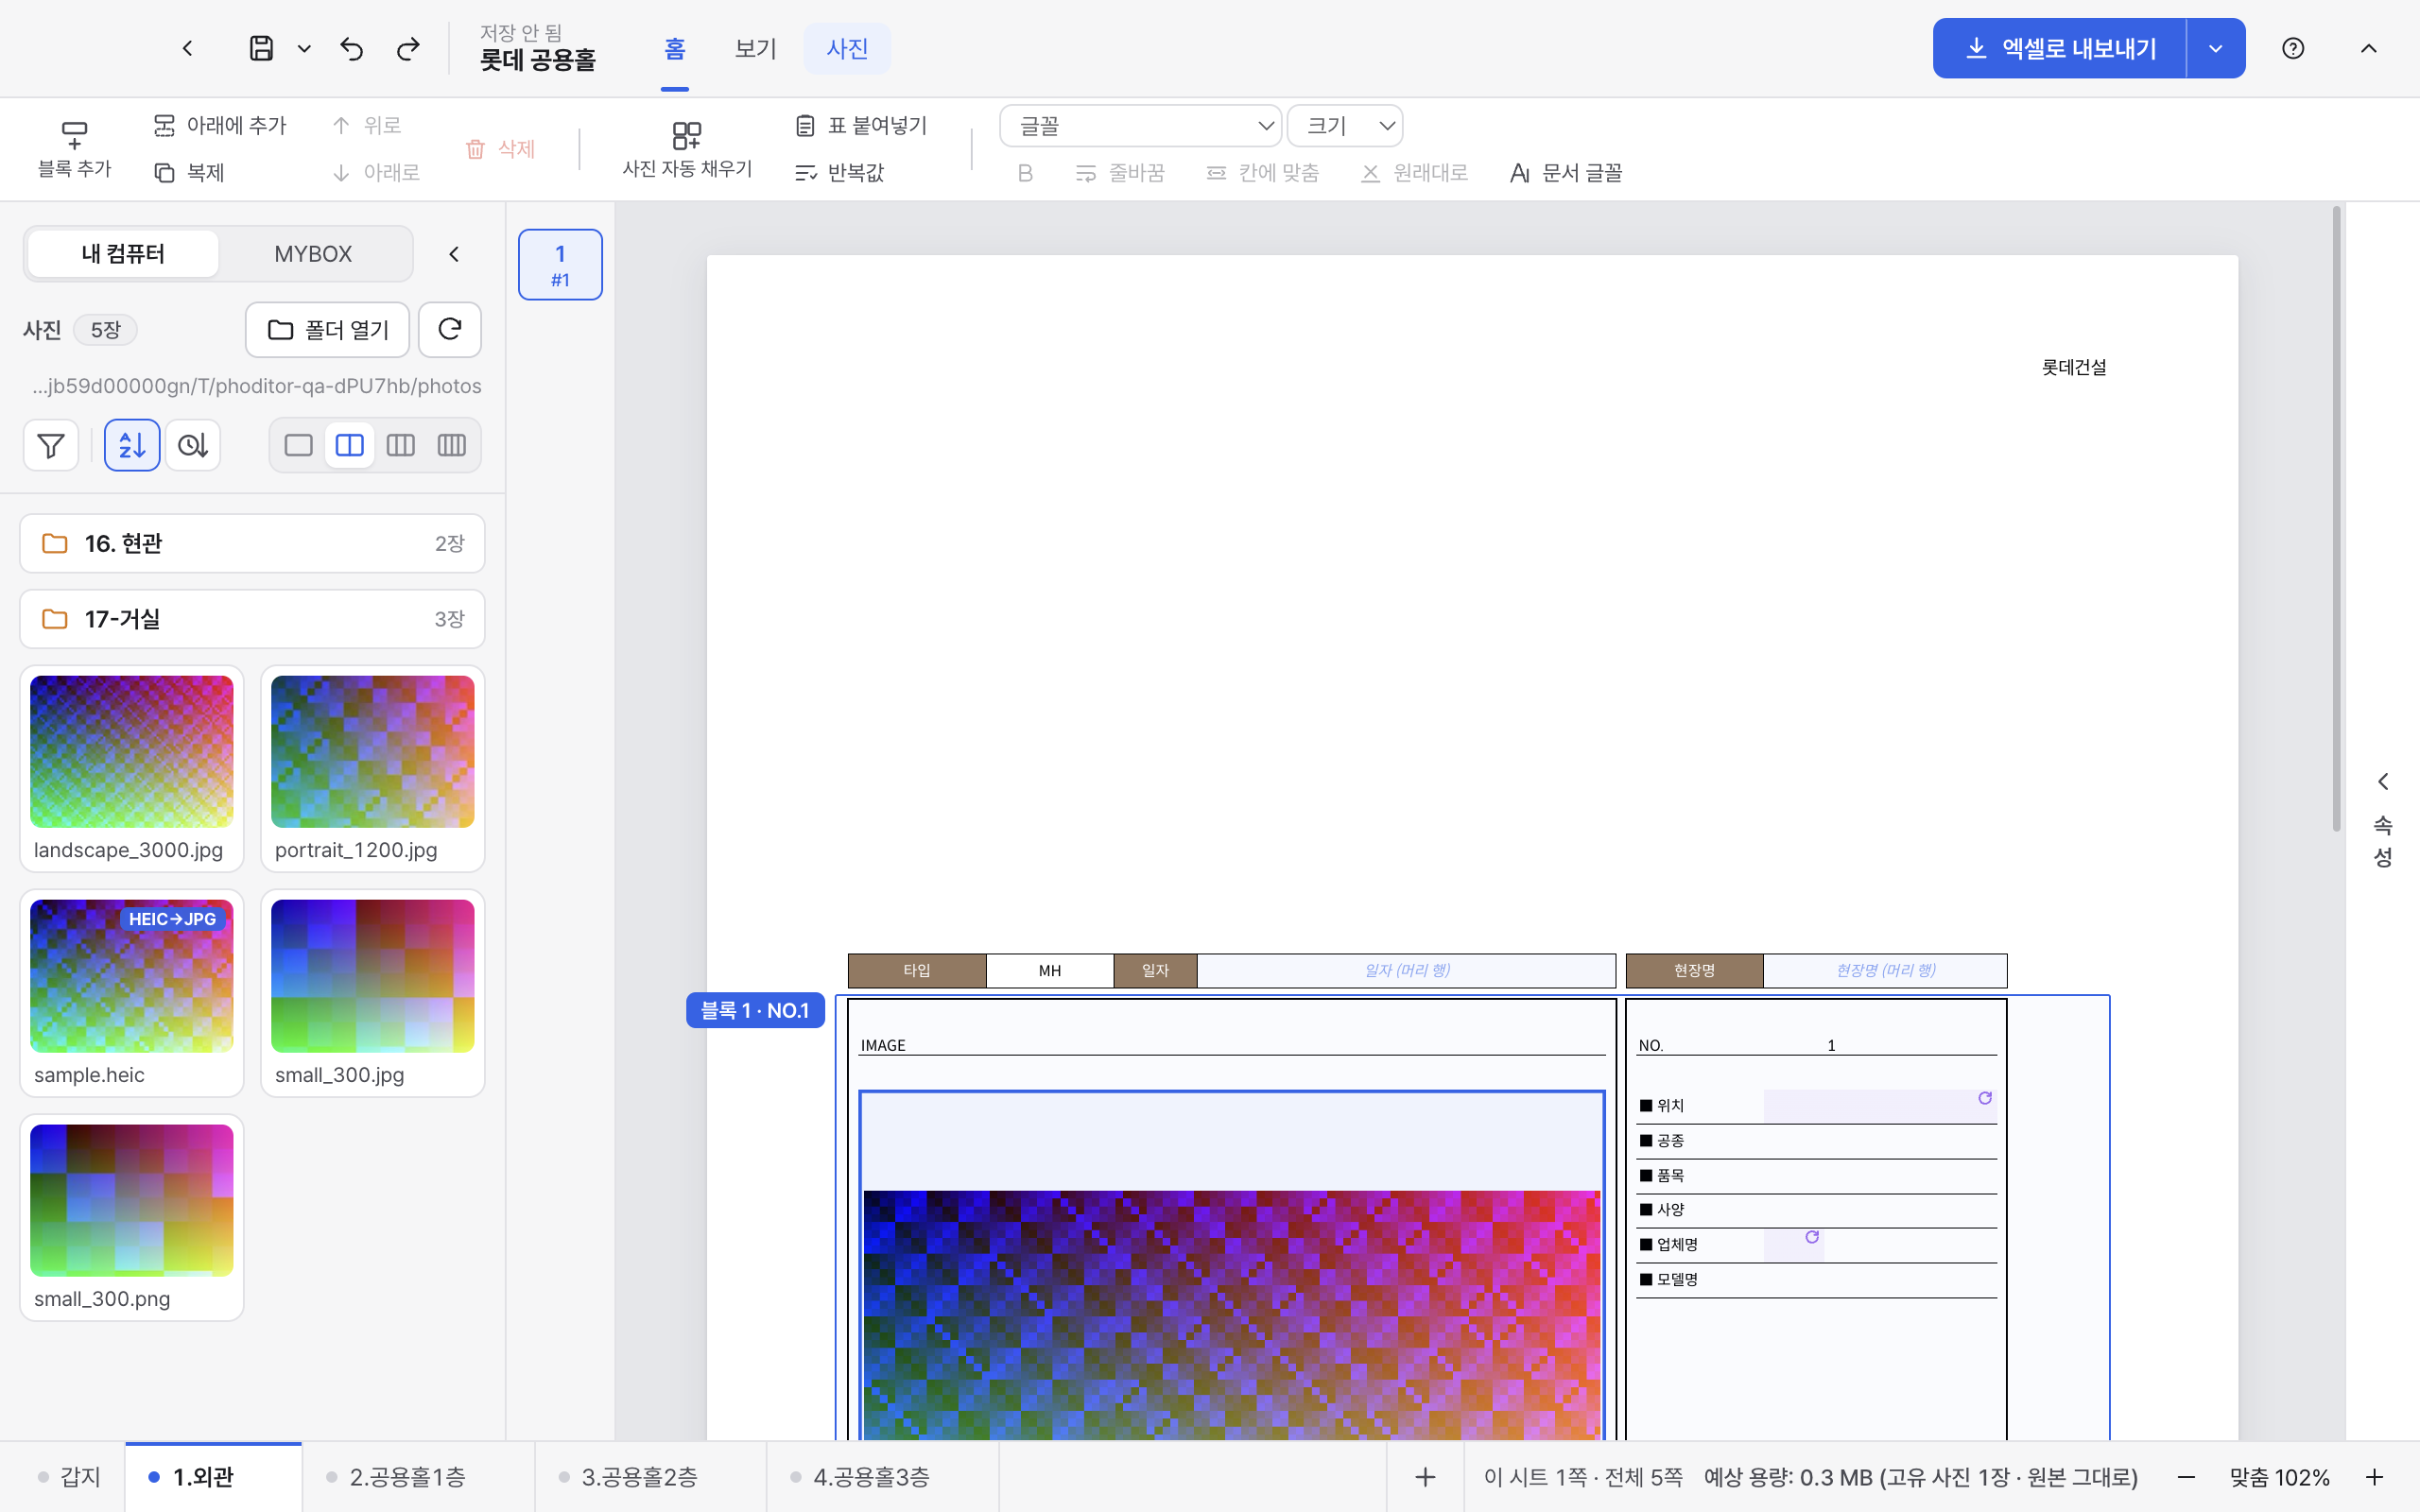 저장 안 됨
롯데 공용홀
홈
보기
사진
엑셀로 내보내기
블록 추가
아래에 추가
복제
위로
아래로
삭제
사진 자동 채우기
표 붙여넣기
반복값
글꼴
크기
B
줄바꿈
칸에 맞춤
원래대로
문서 글꼴
내 컴퓨터
MYBOX
사진
5장
폴더 열기
...jb59d00000gn/T/phoditor-qa-dPU7hb/photos
16. 현관
2장
17-거실
3장
landscape_3000.jpg
portrait_1200.jpg
HEIC→JPG
sample.heic
small_300.jpg
small_300.png
1
#1
롯데건설
타입
MH
일자
일자 (머리 행)
현장명
현장명 (머리 행)
블록 1 · NO.1
IMAGE
NO.
1
■ 위치
■ 공종
■ 품목
■ 사양
■ 업체명
■ 모델명
속
성
갑지
1.외관
2.공용홀1층
3.공용홀2층
4.공용홀3층
이 시트 1쪽 · 전체 5쪽
예상 용량: 0.3 MB (고유 사진 1장 · 원본 그대로)
맞춤 102%